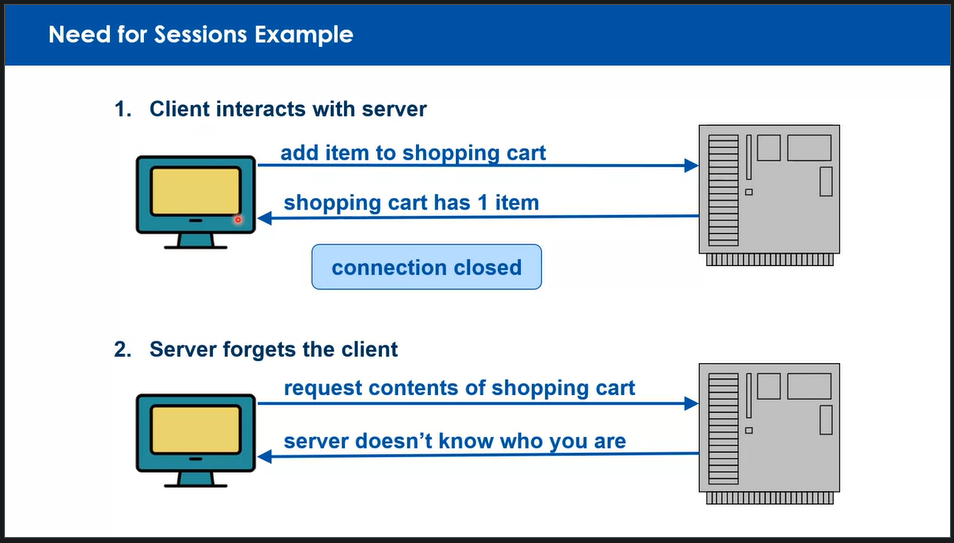 Need for Sessions Example
1. Client interacts with server
add item to shopping cart
shopping cart has 1 item
connection closed
2. Server forgets the client
request contents of shopping cart
server doesn’t know who you are